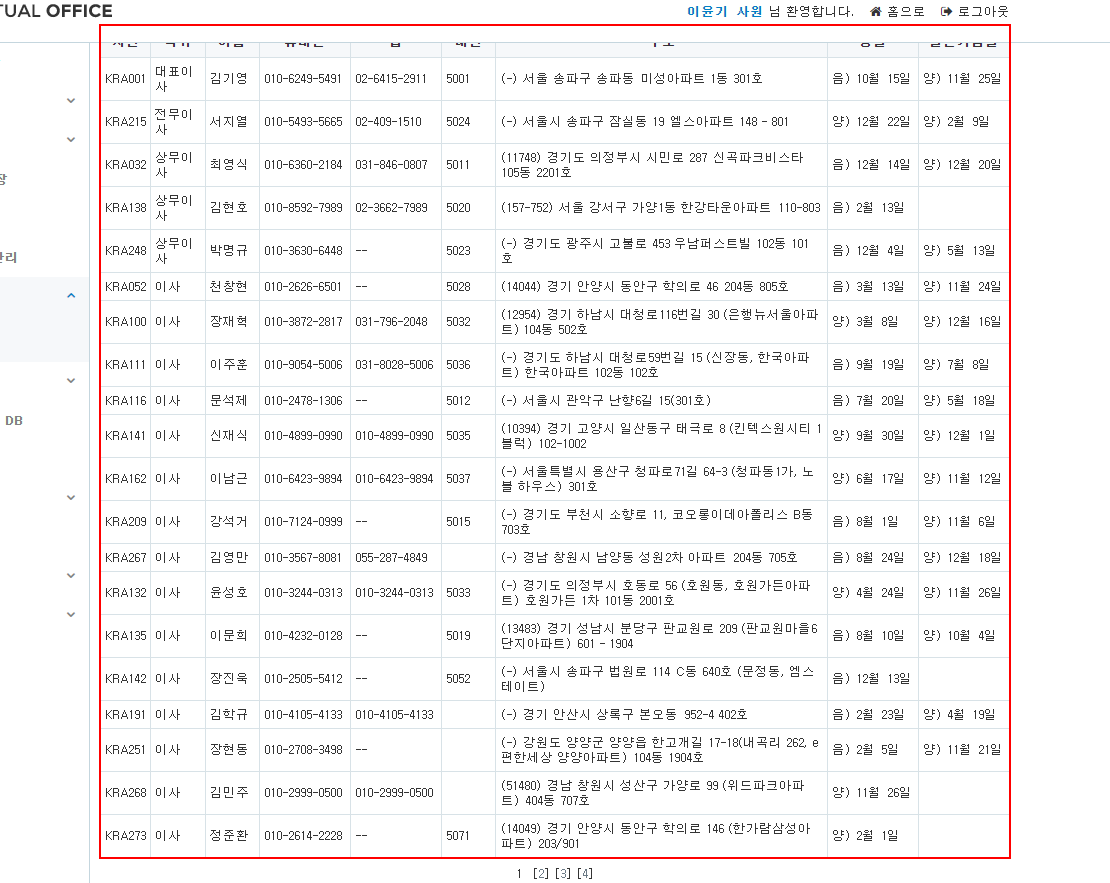 TUAL OFFICE
이윤기 사원 님 환영합니다. 홈으로 로그아웃
KRA001 대표이사 김기영 010-6249-5491 02-6415-2911 5001 (-) 서울 송파구 송파동 미성아파트 1동 301호 음) 10월 15일 양) 11월 25일
KRA215 전무이사 서지열 010-5493-5665 02-409-1510 5024 (-) 서울시 송파구 잠실동 19 엘스아파트 148 - 801 양) 12월 22일 양) 2월 9일
KRA032 상무이사 최영식 010-6360-2184 031-846-0807 5011 (11748) 경기도 의정부시 시민로 287 신곡파크비스타 105동 2201호 음) 12월 14일 양) 12월 20일
KRA138 상무이사 김현호 010-8592-7989 02-3662-7989 5020 (157-752) 서울 강서구 가양1동 한강타운아파트 110-803 음) 2월 13일
KRA248 상무이사 박명규 010-3630-6448 -- 5023 (-) 경기도 광주시 고불로 453 우남퍼스트빌 102동 101호 음) 12월 4일 양) 5월 13일
KRA052 이사 천창현 010-2626-6501 -- 5028 (14044) 경기 안양시 동안구 학의로 46 204동 805호 음) 3월 13일 양) 11월 24일
KRA100 이사 장재혁 010-3872-2817 031-796-2048 5032 (12954) 경기 하남시 대청로116번길 30 (은행뉴서울아파트) 104동 502호 양) 3월 8일 양) 12월 16일
KRA111 이사 이주훈 010-9054-5006 031-8028-5006 5036 (-) 경기도 하남시 대청로59번길 15 (신장동, 한국아파트) 한국아파트 102동 102호 음) 9월 19일 양) 7월 8일
KRA116 이사 문석제 010-2478-1306 -- 5012 (-) 서울시 관악구 난향6길 15(301호) 음) 7월 20일 양) 5월 18일
KRA141 이사 신재식 010-4899-0990 010-4899-0990 5035 (10394) 경기 고양시 일산동구 태극로 8 (킨텍스원시티 1블럭) 102-1002 양) 9월 30일 양) 12월 1일
KRA162 이사 이남근 010-6423-9894 010-6423-9894 5037 (-) 서울특별시 용산구 청파로71길 64-3 (청파동1가, 노블 하우스) 301호 양) 6월 17일 양) 11월 12일
KRA209 이사 강석거 010-7124-0999 -- 5015 (-) 경기도 부천시 소향로 11, 코오롱이데아폴리스 B동 703호 음) 8월 1일 양) 11월 6일
KRA267 이사 김영만 010-3567-8081 055-287-4849 (-) 경남 창원시 남양동 성원2차 아파트 204동 705호 음) 8월 24일 양) 12월 18일
KRA132 이사 윤성호 010-3244-0313 010-3244-0313 5033 (-) 경기도 의정부시 호동로 56 (호원동, 호원가든아파트) 호원가든 1차 101동 2001호 양) 4월 24일 양) 11월 26일
KRA135 이사 이문희 010-4232-0128 -- 5019 (13483) 경기 성남시 분당구 판교원로 209 (판교원마을6단지아파트) 601 - 1904 음) 8월 10일 양) 10월 4일
KRA142 이사 장진욱 010-2505-5412 -- 5052 (-) 서울시 송파구 법원로 114 C동 640호 (문정동, 엠스테이트) 음) 12월 13일
KRA191 이사 김학규 010-4105-4133 010-4105-4133 (-) 경기 안산시 상록구 본오동 952-4 402호 음) 2월 23일 양) 4월 19일
KRA251 이사 장현동 010-2708-3498 -- (-) 강원도 양양군 양양읍 한고개길 17-18(내곡리 262, e편한세상 양양아파트) 104동 1904호 음) 2월 5일 양) 11월 21일
KRA268 이사 김민주 010-2999-0500 010-2999-0500 (51480) 경남 창원시 성산구 가양로 99 (위드파크아파트) 404동 707호 양) 11월 26일
KRA273 이사 정준환 010-2614-2228 -- 5071 (14049) 경기 안양시 동안구 학의로 146 (한가람삼성아파트) 203/901 양) 2월 1일
장
관리
DB
1 [2] [3] [4]